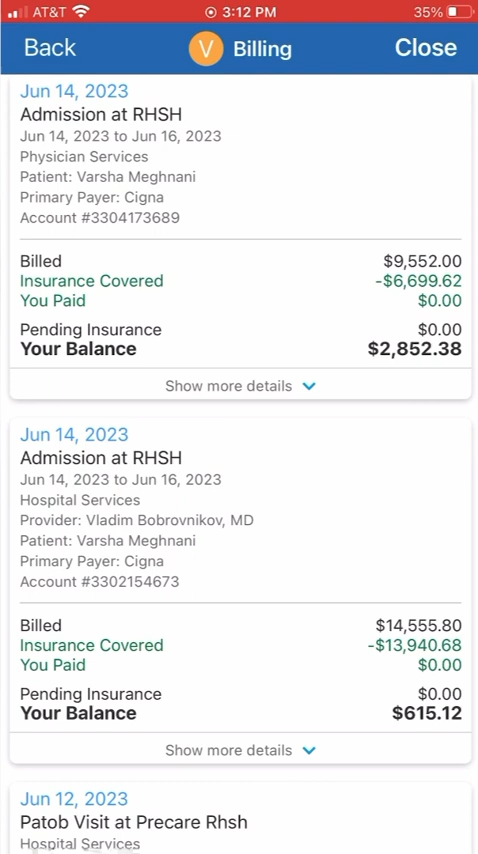 AT&T 3:12 PM 35%
Back V Billing Close
Jun 14, 2023
Admission at RHSH
Jun 14, 2023 to Jun 16, 2023
Physician Services
Patient: Varsha Meghnani
Primary Payer: Cigna
Account #3304173689
Billed $9,552.00
Insurance Covered -$6,699.62
You Paid $0.00
Pending Insurance $0.00
Your Balance $2,852.38
Show more details
Jun 14, 2023
Admission at RHSH
Jun 14, 2023 to Jun 16, 2023
Hospital Services
Provider: Vladim Bobrovnikov, MD
Patient: Varsha Meghnani
Primary Payer: Cigna
Account #3302154673
Billed $14,555.80
Insurance Covered -$13,940.68
You Paid $0.00
Pending Insurance $0.00
Your Balance $615.12
Show more details
Jun 12, 2023
Patob Visit at Precare Rhsh
Hospital Services